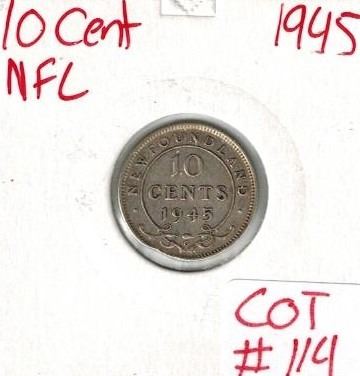 10 Cent 1945
NFL
NEWFOUNDLAND
10
CENTS
1945
COT
#114